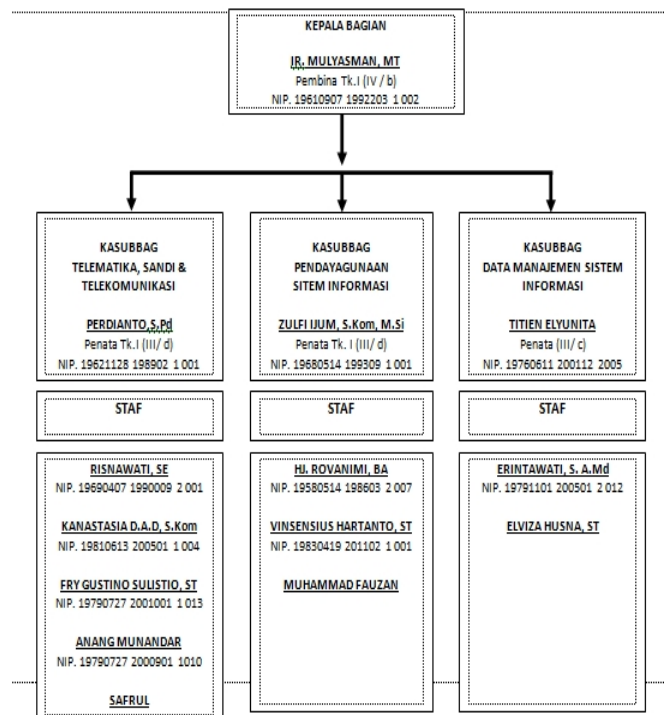 KEPALA BAGIAN
IR. MULYASMAN, MT
Pembina Tk.I (IV / b)
NIP. 19610907 1992203 1 002
KASUBBAG
TELEMATIKA, SANDI &
TELEKOMUNIKASI
PERDIANTO,S.Pd
Penata Tk.I (III/ d)
NIP. 19621128 198902 1 001
KASUBBAG
PENDAYAGUNAAN
SITEM INFORMASI
ZULFI IJUM, S.Kom, M.Si
Penata Tk. I (III/ d)
NIP. 19680514 199309 1 001
KASUBBAG
DATA MANAJEMEN SISTEM
INFORMASI
TITIEN ELYUNITA
Penata (III/ c)
NIP. 19760611 200112 2005
STAF
STAF
STAF
RISNAWATI, SE
NIP. 19690407 1990009 2 001
KANASTASIA D.A.D, S.Kom
NIP. 19810613 200501 1 004
FRY GUSTINO SULISTIO, ST
NIP. 19790727 2001001 1 013
ANANG MUNANDAR
NIP. 19790727 2000901 1010
SAFRUL
HJ. ROVANIMI, BA
NIP. 19580514 198603 2 007
VINSENSIUS HARTANTO, ST
NIP. 19830419 201102 1 001
MUHAMMAD FAUZAN
ERINTAWATI, S. A.Md
NIP. 19791101 200501 2 012
ELVIZA HUSNA, ST